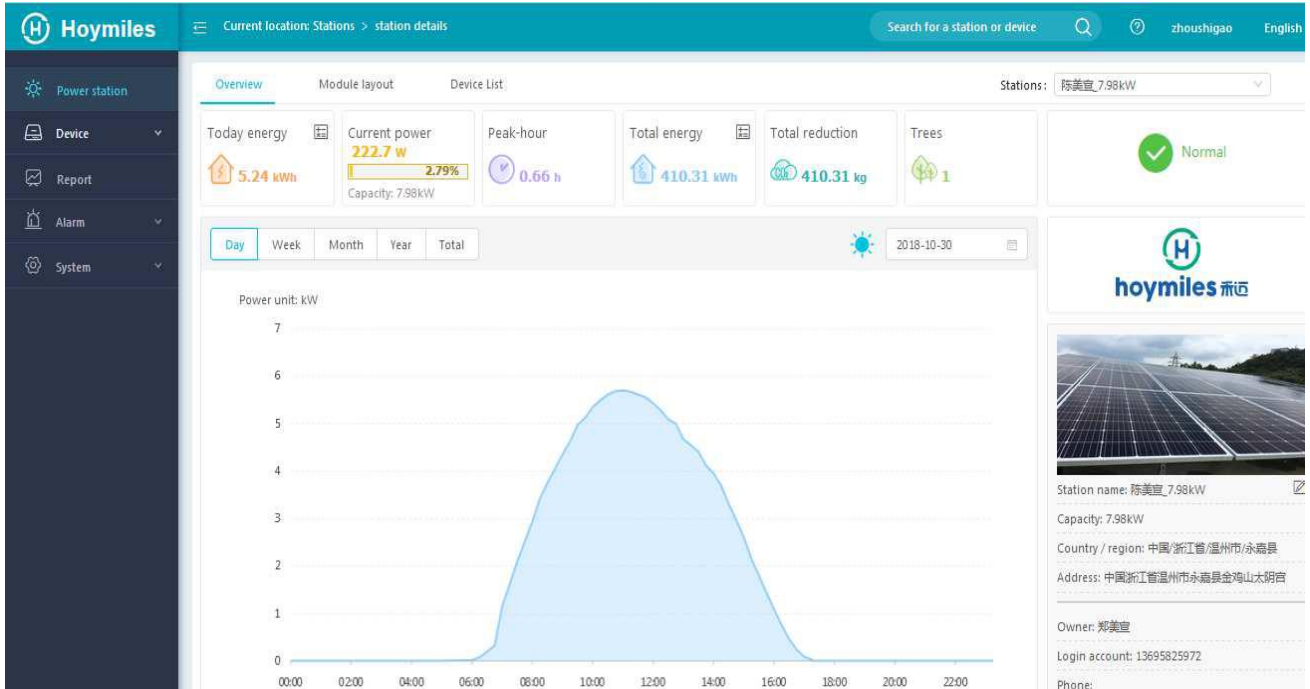 Hoymiles
Current location: Stations > station details
Search for a station or device
zhoushigao
English
Power station
Device
Report
Alarm
System
Overview
Module layout
Device List
Stations:
陈美宣_7.98kW
Today energy
5.24 kWh
Current power
222.7 w
2.79%
Capacity: 7.98kW
Peak-hour
0.66 h
Total energy
410.31 kWh
Total reduction
410.31 kg
Trees
1
Normal
Day
Week
Month
Year
Total
2018-10-30
hoymiles 禾迈
Power unit: kW
7
6
5
4
3
2
1
0
00:00
02:00
04:00
06:00
08:00
10:00
12:00
14:00
16:00
18:00
20:00
22:00
Station name: 陈美宣_7.98kW
Capacity: 7.98kW
Country / region: 中国/浙江省/温州市/永嘉县
Address: 中国浙江省温州市永嘉县金鸡山太阴宫
Owner: 郑美宣
Login account: 13695825972
Phone: